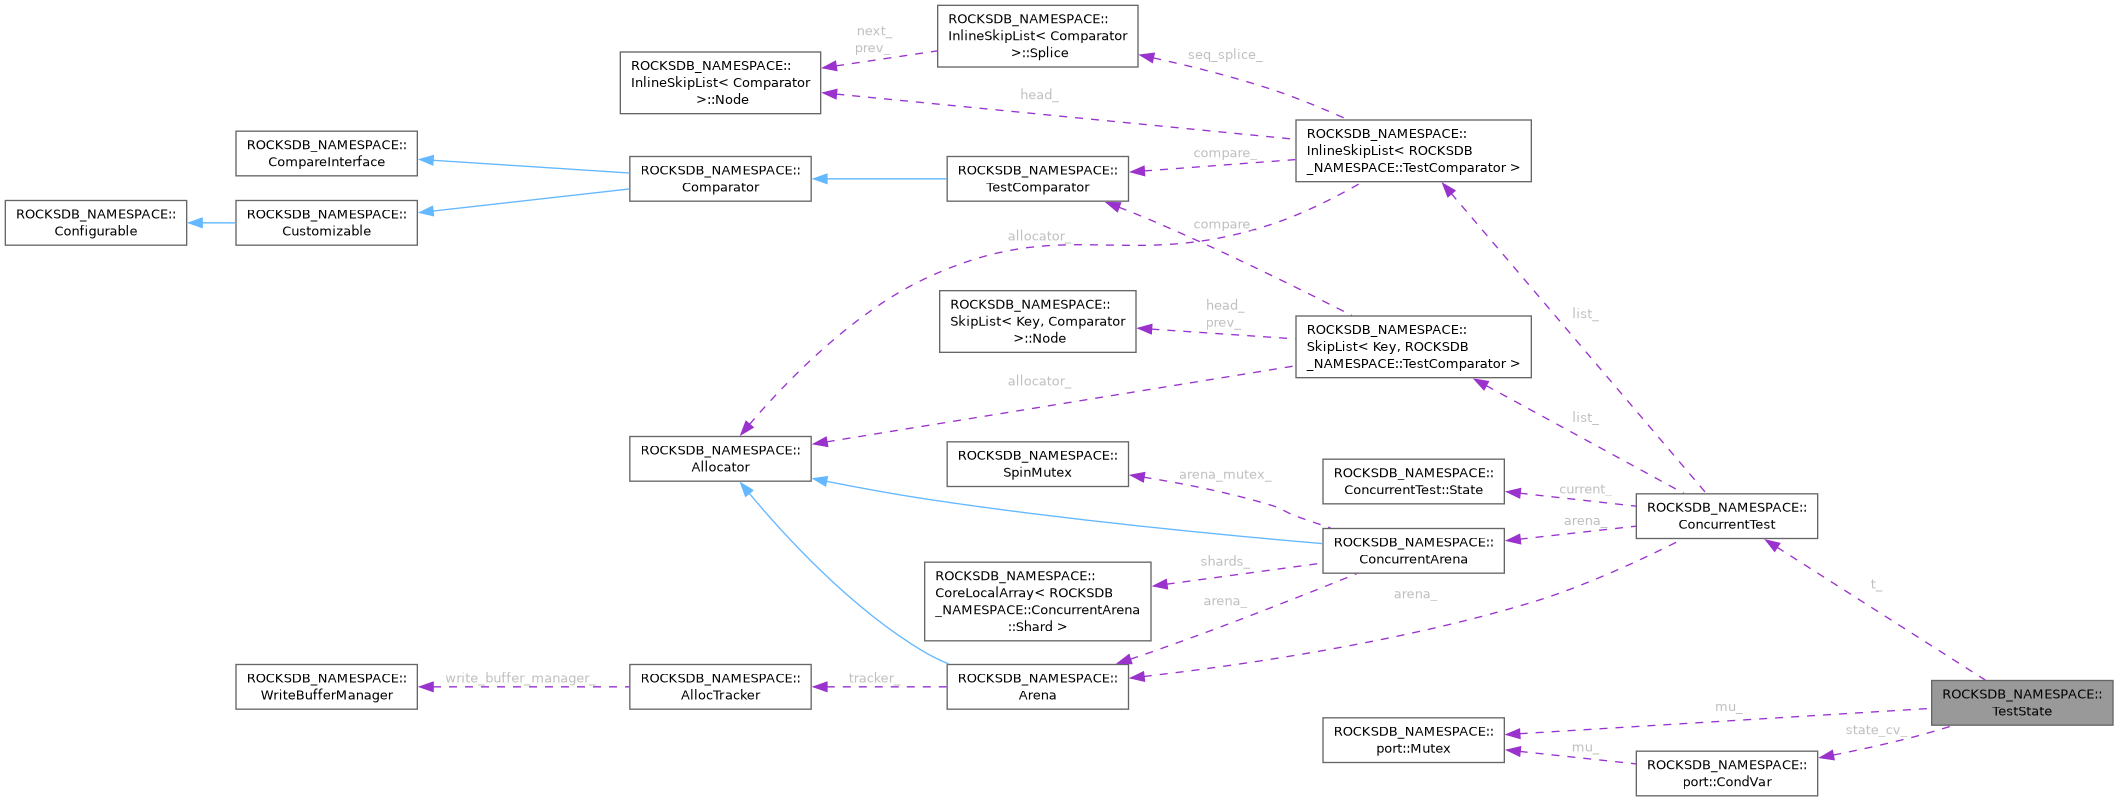 ROCKSDB_NAMESPACE::
InlineSkipList< Comparator
>::Splice
next_
prev_
seq_splice_
ROCKSDB_NAMESPACE::
InlineSkipList< Comparator
>::Node
head_
ROCKSDB_NAMESPACE::
InlineSkipList< ROCKSDB
_NAMESPACE::TestComparator >
ROCKSDB_NAMESPACE::
CompareInterface
compare_
ROCKSDB_NAMESPACE::
Comparator
ROCKSDB_NAMESPACE::
TestComparator
ROCKSDB_NAMESPACE::
Configurable
ROCKSDB_NAMESPACE::
Customizable
compare_
allocator_
ROCKSDB_NAMESPACE::
SkipList< Key, Comparator
>::Node
head_
prev_
list_
ROCKSDB_NAMESPACE::
SkipList< Key, ROCKSDB
_NAMESPACE::TestComparator >
allocator_
list_
ROCKSDB_NAMESPACE::
Allocator
ROCKSDB_NAMESPACE::
SpinMutex
arena_mutex_
ROCKSDB_NAMESPACE::
ConcurrentTest::State
current_
ROCKSDB_NAMESPACE::
ConcurrentTest
arena_
ROCKSDB_NAMESPACE::
ConcurrentArena
shards_
ROCKSDB_NAMESPACE::
CoreLocalArray< ROCKSDB
_NAMESPACE::ConcurrentArena
::Shard >
arena_
arena_
t_
ROCKSDB_NAMESPACE::
WriteBufferManager
write_buffer_manager_
ROCKSDB_NAMESPACE::
AllocTracker
tracker_
ROCKSDB_NAMESPACE::
Arena
ROCKSDB_NAMESPACE::
TestState
mu_
ROCKSDB_NAMESPACE::
port::Mutex
state_cv_
mu_
ROCKSDB_NAMESPACE::
port::CondVar